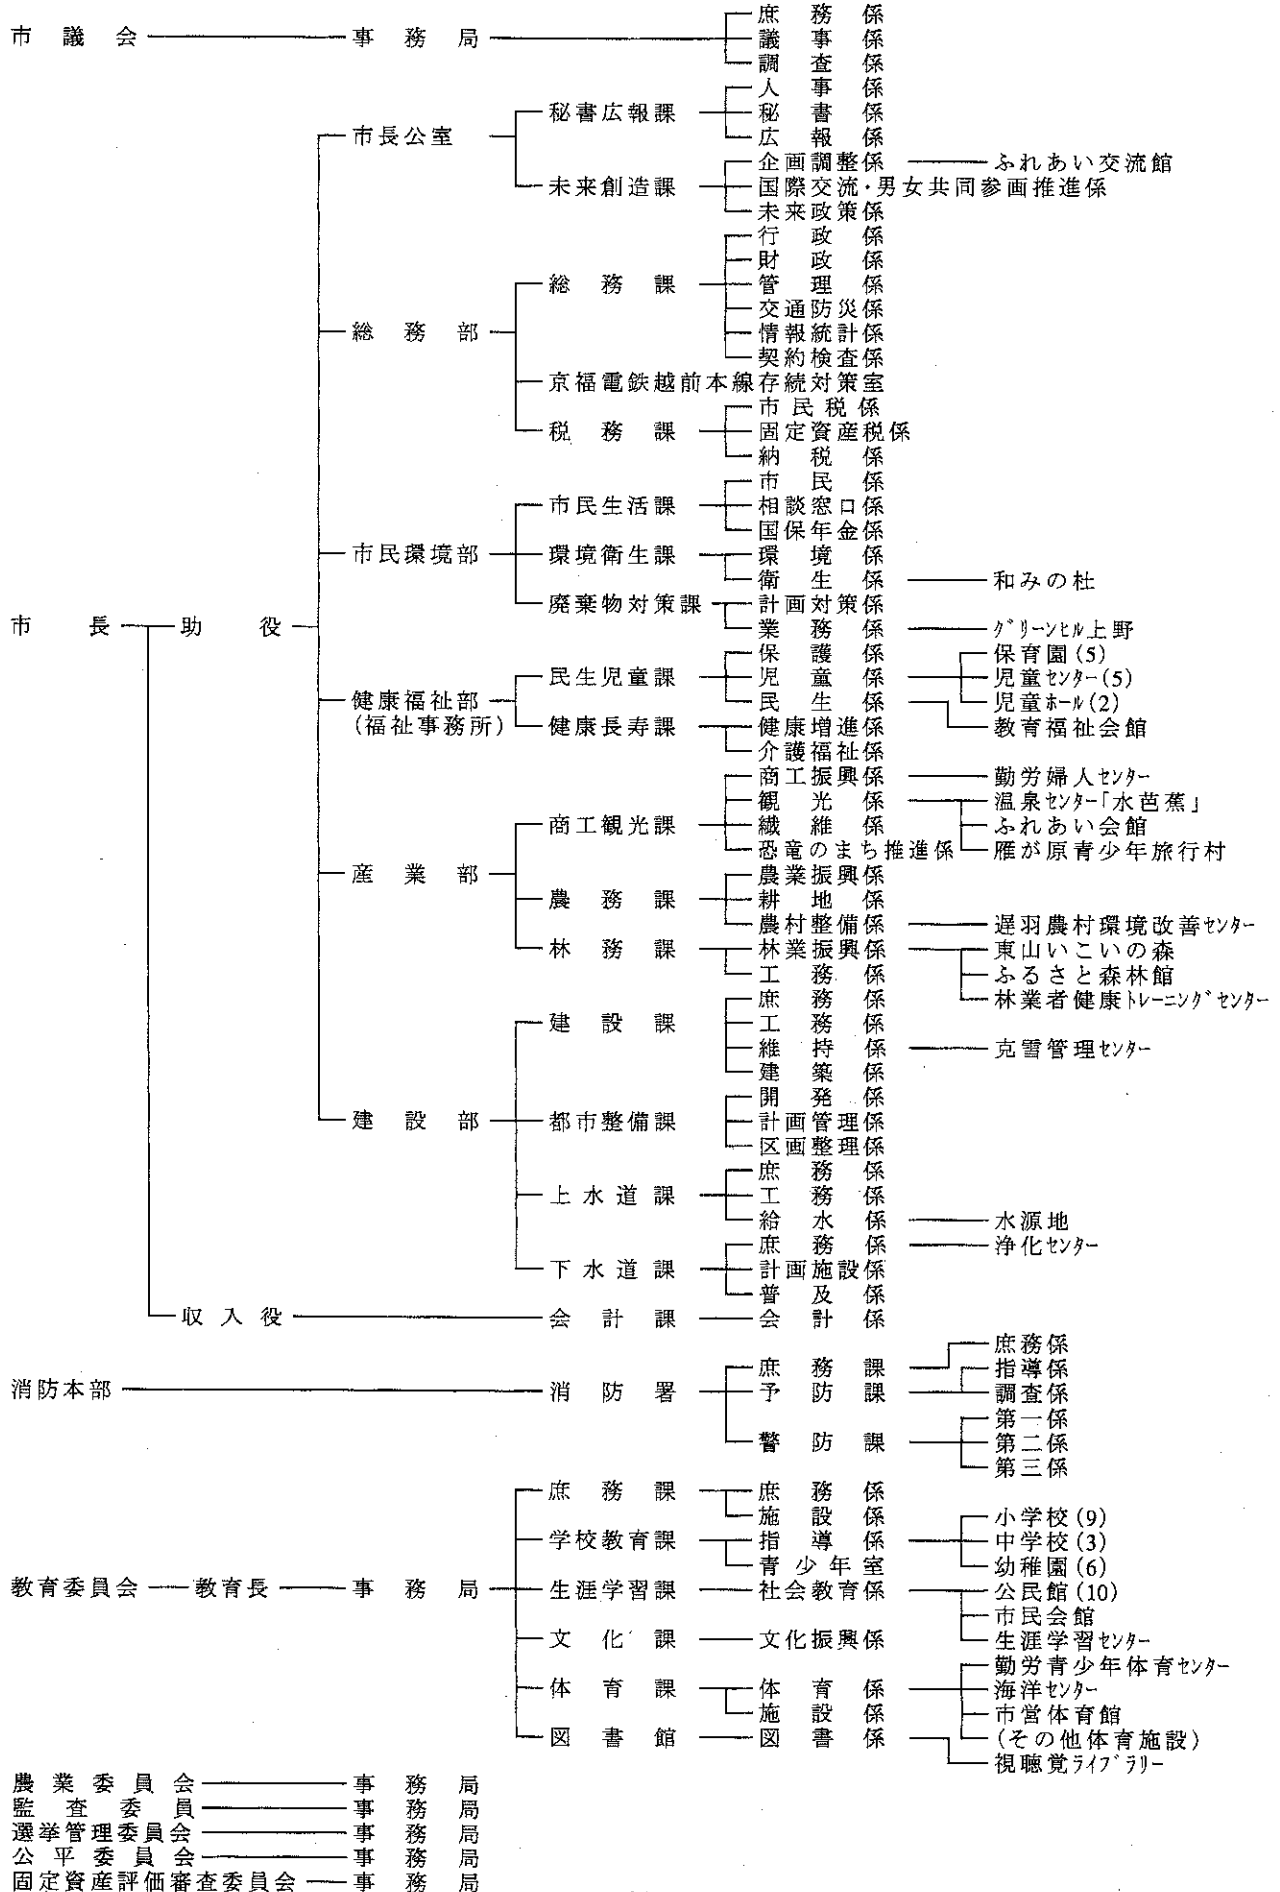 庶務係
市議会 事務局 議事係
調査係
人事係
秘書広報課 秘書係
市長公室 広報係
企画調整係 ふれあい交流館
未来創造課 国際交流・男女共同参画推進係
未来政策係
行政係
財政係
総務課 管理係
交通防災係
総務部 情報統計係
契約検査係
京福電鉄越前本線存続対策室
市民税係
税務課 固定資産税係
納税係
市民係
市民生活課 相談窓口係
国保年金係
市民環境部 環境衛生課 環境係
衛生係 和みの杜
廃棄物対策課 計画対策係
市長 助役 業務係 グリーンヒル上野
保護係 保育園(5)
民生児童課 児童係 児童センター(5)
健康福祉部 民生係 児童ホール(2)
(福祉事務所) 健康長寿課 健康増進係 教育福祉会館
介護福祉係
商工振興係 勤労婦人センター
観光係 温泉センター「水芭蕉」
商工観光課 繊維係 ふれあい会館
恐竜のまち推進係 雁が原青少年旅行村
産業部 農業振興係
農務課 耕地係
農村整備係 遅羽農村環境改善センター
林務課 林業振興係 東山いこいの森
工務係 ふるさと森林館
庶務係 林業者健康トレーニングセンター
建設課 工務係
維持係 克雪管理センター
建築係
開発係
建設部 都市整備課 計画管理係
区画整理係
庶務係
上水道課 工務係
給水係 水源地
庶務係 浄化センター
下水道課 計画施設係
普及係
収入役 会計課 会計係
庶務係
庶務課 指導係
消防本部 消防署 予防課 調査係
第一係
警防課 第二係
第三係
庶務課 庶務係
施設係 小学校(9)
学校教育課 指導係 中学校(3)
青少年室 幼稚園(6)
教育委員会 教育長 事務局 生涯学習課 社会教育係 公民館(10)
市民会館
文化課 文化振興係 生涯学習センター
勤労青少年体育センター
体育課 体育係 海洋センター
施設係 市営体育館
図書館 図書係 (その他体育施設)
視聴覚ライブラリー
農業委員会 事務局
監査委員 事務局
選挙管理委員会 事務局
公平委員会 事務局
固定資産評価審査委員会 事務局